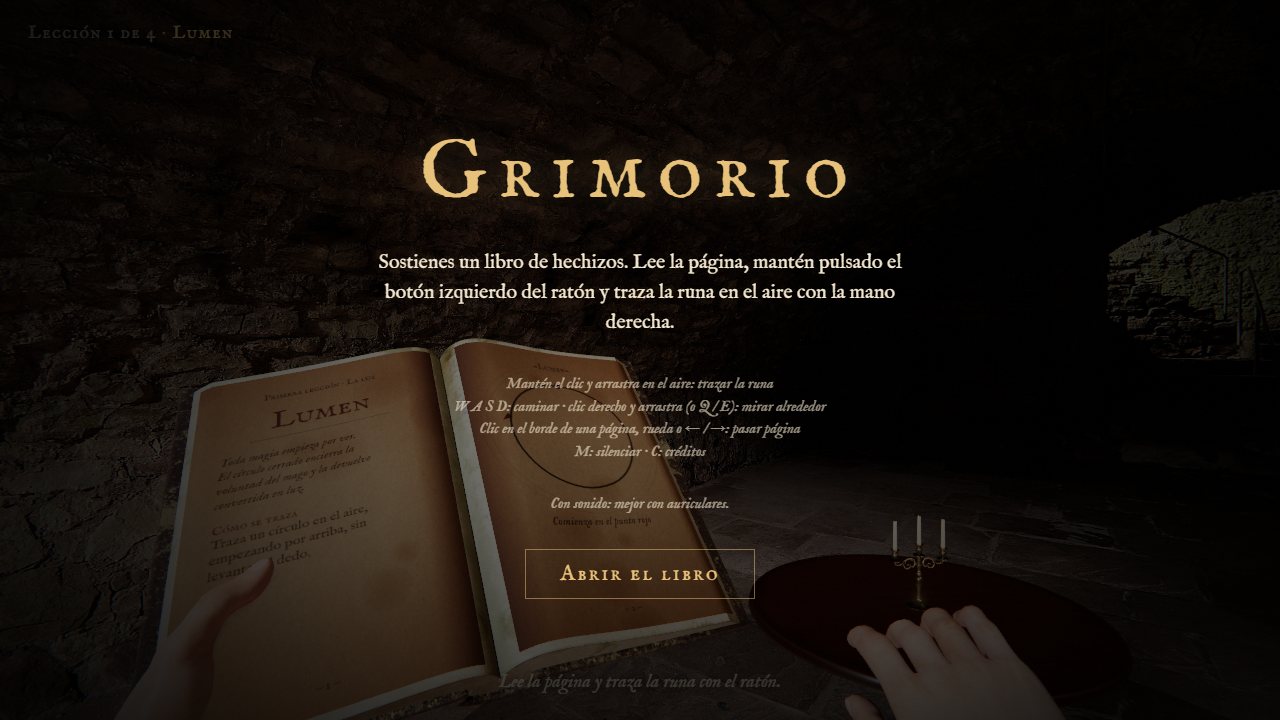 Lección 1 de 4 · Lumen
Grimorio
Sostienes un libro de hechizos. Lee la página, mantén pulsado el
botón izquierdo del ratón y traza la runa en el aire con la mano
derecha.
Primera lección · La luz
Lumen
Toda magia empieza por ver.
El círculo cerrado encierra la
voluntad del mago y la devuelve
convertida en luz.
Cómo se traza
Traza un círculo en el aire,
empezando por arriba, sin
dedo.
«Lumen»
Mantén el clic y arrastra en el aire: trazar la runa
W A S D: caminar · clic derecho y arrastra (o Q/E): mirar alrededor
Clic en el borde de una página, rueda o ←/→: pasar página
M: silenciar · C: créditos
Con sonido: mejor con auriculares.
Comienza en el punto rojo
Abrir el libro
Lee la página y traza la runa con el ratón.